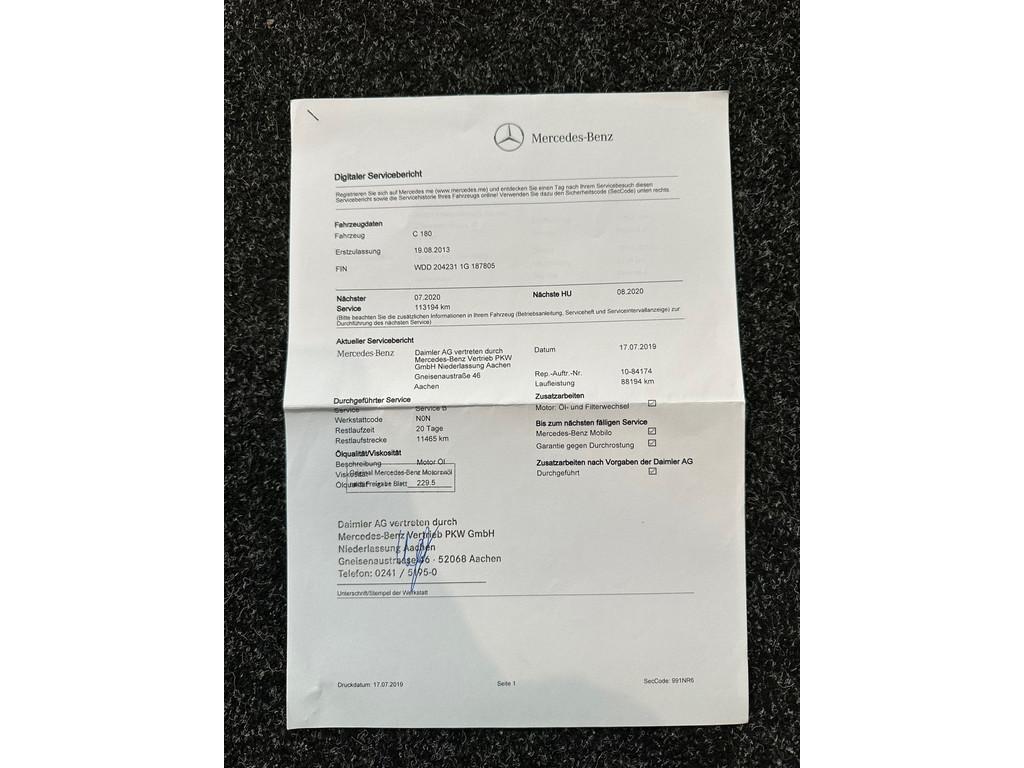 Mercedes-Benz
Digitaler Servicebericht
Registrieren Sie sich auf Mercedes me (www.mercedes.me) und entdecken Sie einen Tag nach Ihrem Servicebesuch diesen
Servicebericht sowie die Servicehistorie Ihres Fahrzeugs online! Verwenden Sie dazu den Sicherheitscode (SecCode) unten rechts.
Fahrzeugdaten
Fahrzeug C 180
Erstzulassung 19.08.2013
FIN WDD 204231 1G 187805
Nächster 07.2020 Nächste HU 08.2020
Service 113194 km
(Bitte beachten Sie die zusätzlichen Informationen in Ihrem Fahrzeug (Betriebsanleitung, Serviceheft und Serviceintervallanzeige) zur
Durchführung des nächsten Service)
Aktueller Servicebericht
Mercedes-Benz Daimler AG vertreten durch Datum 17.07.2019
Mercedes-Benz Vertrieb PKW
GmbH Niederlassung Aachen
Gneisenaustraße 46 Rep.-Auftr.-Nr. 10-84174
Aachen Laufleistung 88194 km
Durchgeführter Service Zusatzarbeiten
Service Service B Motor: Öl- und Filterwechsel
Werkstattcode N0N Bis zum nächsten fälligen Service
Restlaufzeit 20 Tage Mercedes-Benz Mobilo
Restlaufstrecke 11465 km Garantie gegen Durchrostung
Ölqualität/Viskosität Zusatzarbeiten nach Vorgaben der Daimler AG
Beschreibung Motor Öl Durchgeführt
Original Mercedes-Benz Motorenöl
Freigabe Blatt 229.5
Daimler AG vertreten durch
Mercedes-Benz Vertrieb PKW GmbH
Niederlassung Aachen
Gneisenaustrasse 46 · 52068 Aachen
Telefon: 0241 / 5195-0
Unterschrift/Stempel der Werkstatt
Druckdatum: 17.07.2019 Seite 1 SecCode: 991NR6